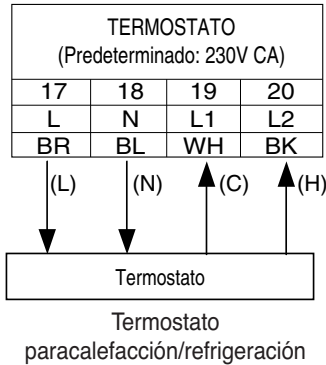 TERMOSTATO
(Predeterminado: 230V CA)
17 18 19 20
L N L1 L2
BR BL WH BK
(L) (N) (C) (H)
Termostato
Termostato
paracalefacción/refrigeración